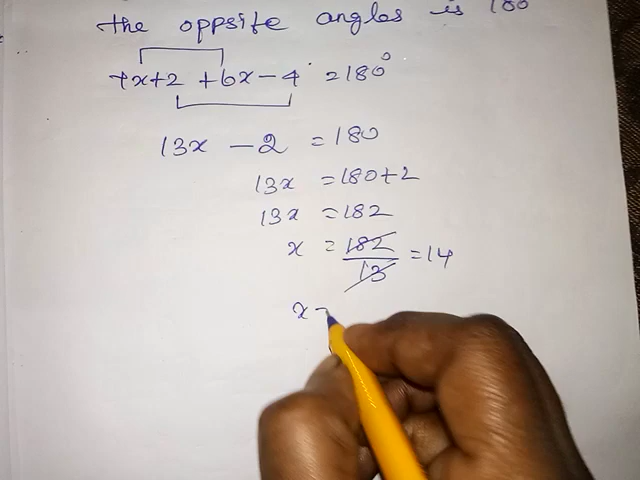 the oppsite angles is 180
7x+2 +6x-4 =180°
13x - 2 =180
13x =180+2
13x =182
x = 182/13 =14
x =